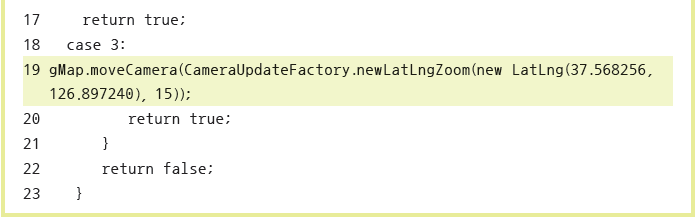 17     return true;
18   case 3:
19 gMap.moveCamera(CameraUpdateFactory.newLatLngZoom(new LatLng(37.568256,
126.897240), 15));
20          return true;
21       }
22       return false;
23    }